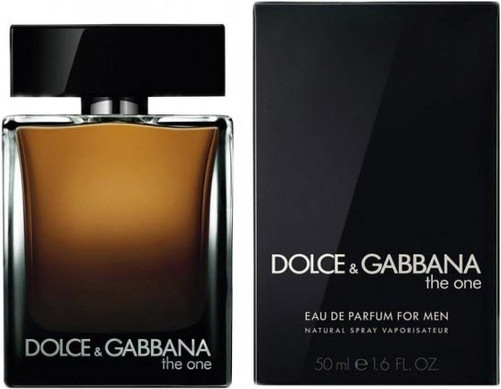 DOLCE & GABBANA
the one
DOLCE & GABBANA
the one
EAU DE PARFUM FOR MEN
NATURAL SPRAY VAPORISATEUR
50 ml e 1.6 FL. OZ.